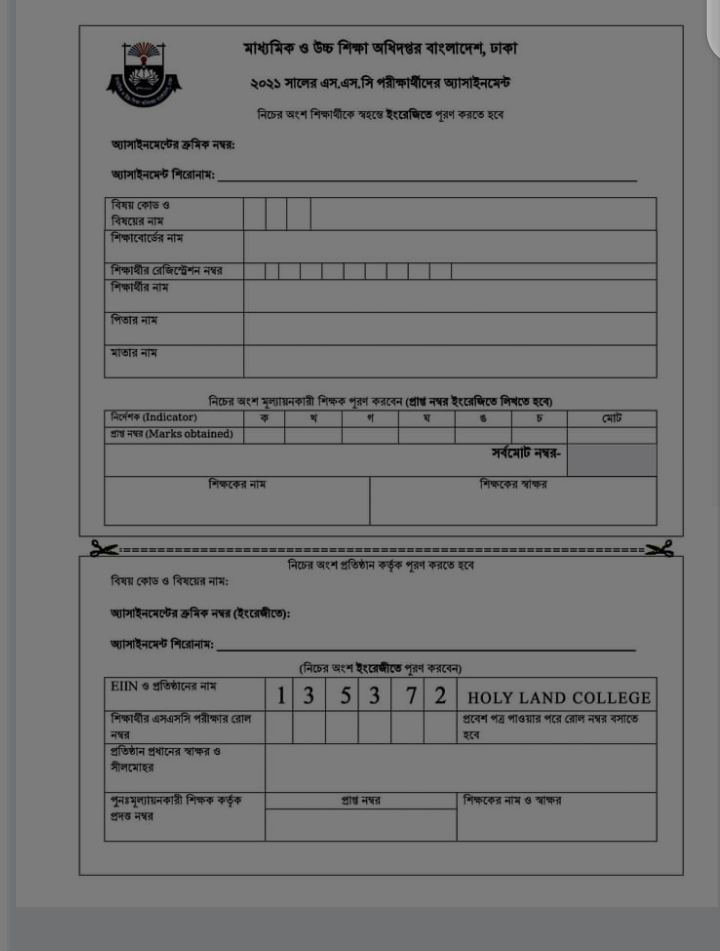 মাধ্যমিক ও উচ্চ শিক্ষা অধিদপ্তর বাংলাদেশ, ঢাকা
২০২১ সালের এস.এস.সি পরীক্ষার্থীদের অ্যাসাইনমেন্ট
নিচের অংশ শিক্ষার্থীকে স্বহস্তে ইংরেজিতে পূরণ করতে হবে
অ্যাসাইনমেন্টের ক্রমিক নম্বর:
অ্যাসাইনমেন্ট শিরোনাম:
বিষয় কোড ও
বিষয়ের নাম
শিক্ষাবোর্ডের নাম
শিক্ষার্থীর রেজিস্ট্রেশন নম্বর
শিক্ষার্থীর নাম
পিতার নাম
মাতার নাম
নিচের অংশ মূল্যায়নকারী শিক্ষক পূরণ করবেন (প্রাপ্ত নম্বর ইংরেজিতে লিখতে হবে)
নির্দেশক (Indicator) ক খ গ ঘ ঙ চ মোট
প্রাপ্ত নম্বর (Marks obtained)
সর্বমোট নম্বর-
শিক্ষকের নাম শিক্ষকের স্বাক্ষর
নিচের অংশ প্রতিষ্ঠান কর্তৃক পূরণ করতে হবে
বিষয় কোড ও বিষয়ের নাম:
অ্যাসাইনমেন্টের ক্রমিক নম্বর (ইংরেজীতে):
অ্যাসাইনমেন্ট শিরোনাম:
(নিচের অংশ ইংরেজীতে পূরণ করবেন)
EIIN ও প্রতিষ্ঠানের নাম 1 3 5 3 7 2 HOLY LAND COLLEGE
শিক্ষার্থীর এসএসসি পরীক্ষার রোল প্রবেশ পত্র পাওয়ার পরে রোল নম্বর বসাতে
নম্বর হবে
প্রতিষ্ঠান প্রধানের স্বাক্ষর ও
সীলমোহর
পুনঃমূল্যায়নকারী শিক্ষক কর্তৃক প্রাপ্ত নম্বর শিক্ষকের নাম ও স্বাক্ষর
প্রদত্ত নম্বর